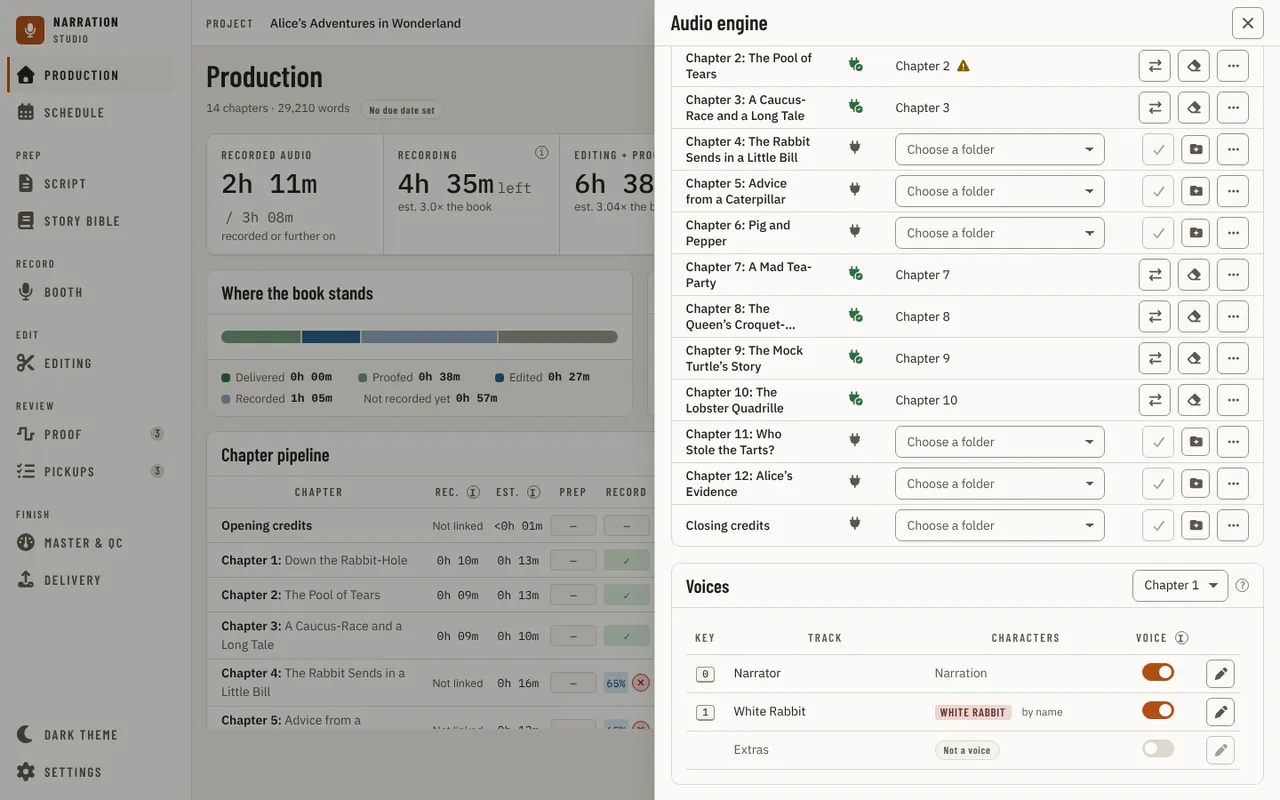 NARRATION
STUDIO
PRODUCTION
SCHEDULE
PREP
SCRIPT
STORY BIBLE
RECORD
BOOTH
EDIT
EDITING
REVIEW
PROOF 3
PICKUPS 3
FINISH
MASTER & QC
DELIVERY
DARK THEME
SETTINGS
PROJECT Alice's Adventures in Wonderland
Production
14 chapters · 29,210 words No due date set
RECORDED AUDIO
2h 11m
/ 3h 08m
recorded or further on
RECORDING
4h 35m left
est. 3.0× the book
EDITING + PRO
6h 38
est. 3.04× the b
Where the book stands
Delivered 0h 00m Proofed 0h 38m Edited 0h 27m
Recorded 1h 05m Not recorded yet 0h 57m
Chapter pipeline
CHAPTER REC. EST. PREP RECORD
Opening credits Not linked <0h 01m – –
Chapter 1: Down the Rabbit-Hole 0h 10m 0h 13m – ✓
Chapter 2: The Pool of Tears 0h 09m 0h 13m – ✓
Chapter 3: A Caucus-Race and a
Long Tale 0h 09m 0h 10m – ✓
Chapter 4: The Rabbit Sends in a
Little Bill Not linked 0h 16m – 65%
Chapter 5: Advice from a
Audio engine
Chapter 2: The Pool of
Tears
Chapter 2
Chapter 3: A Caucus-
Race and a Long Tale
Chapter 3
Chapter 4: The Rabbit
Sends in a Little Bill
Choose a folder
Chapter 5: Advice
from a Caterpillar
Choose a folder
Chapter 6: Pig and
Pepper
Choose a folder
Chapter 7: A Mad Tea-
Party
Chapter 7
Chapter 8: The
Queen's Croquet-...
Chapter 8
Chapter 9: The Mock
Turtle's Story
Chapter 9
Chapter 10: The
Lobster Quadrille
Chapter 10
Chapter 11: Who
Stole the Tarts?
Choose a folder
Chapter 12: Alice's
Evidence
Choose a folder
Closing credits
Choose a folder
Voices Chapter 1
KEY TRACK CHARACTERS VOICE
0 Narrator Narration
1 White Rabbit WHITE RABBIT by name
Extras Not a voice